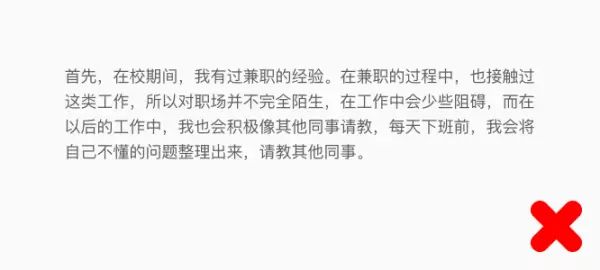 首先，在校期间，我有过兼职的经验。在兼职的过程中，也接触过
这类工作，所以对职场并不完全陌生，在工作中会少些阻碍，而在
以后的工作中，我也会积极像其他同事请教，每天下班前，我会将
自己不懂的问题整理出来，请教其他同事。